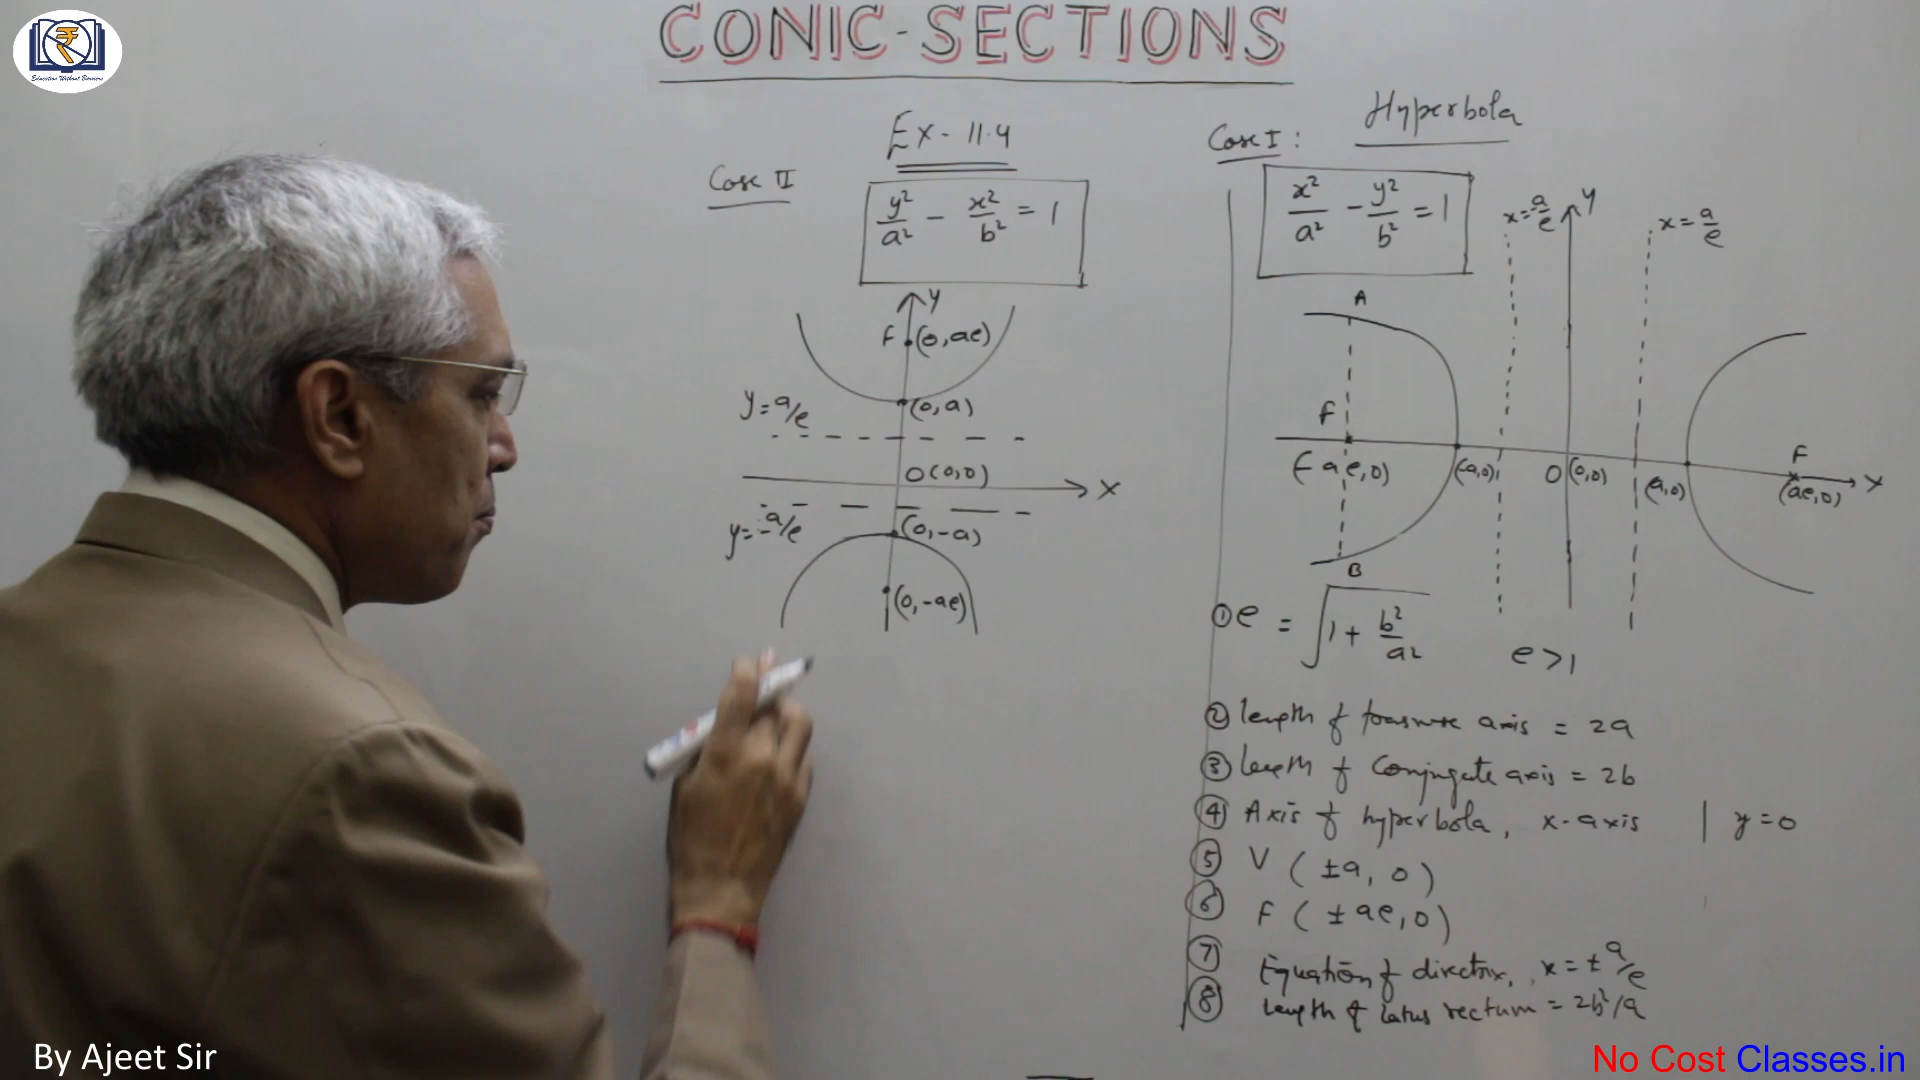 CONIC-SECTIONS
Education Without Barriers
Ex- 11.4
Case II
y²/a² - x²/b² = 1
y
F (0, ae)
y = a/e
(0, a)
O (0,0)
x
y = -a/e
(0, -a)
(0, -ae)
Hyperbola
Case I :
x²/a² - y²/b² = 1
x = -a/e
y
x = a/e
A
F
F
(-ae, 0)
(-a, 0)
O (0,0)
(a, 0)
(ae, 0)
x
B
① e = √1 + b²/a²
e > 1
② length of transverse axis = 2a
③ length of Conjugate axis = 2b
④ Axis of hyperbola, x-axis | y = 0
⑤ V (±a, 0)
⑥ F (±ae, 0)
⑦ Equation of directrix, x = ± a/e
⑧ length of latus rectum = 2b²/a
By Ajeet Sir
No Cost Classes.in